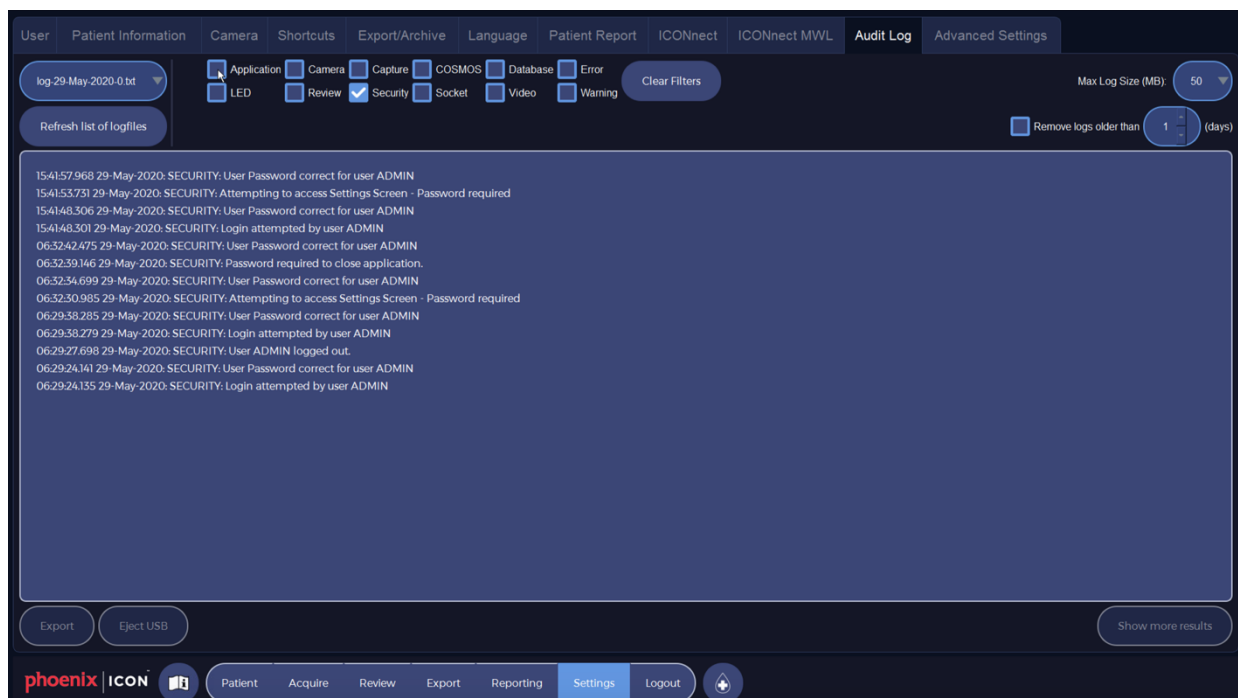 User Patient Information Camera Shortcuts Export/Archive Language Patient Report ICONnect ICONnect MWL Audit Log Advanced Settings
log-29-May-2020-0.txt
Application Camera Capture COSMOS Database Error
LED Review Security Socket Video Warning
Clear Filters
Max Log Size (MB): 50
Refresh list of logfiles
Remove logs older than 1 (days)
15:41:57.968 29-May-2020: SECURITY: User Password correct for user ADMIN
15:41:53.731 29-May-2020: SECURITY: Attempting to access Settings Screen - Password required
15:41:48.306 29-May-2020: SECURITY: User Password correct for user ADMIN
15:41:48.301 29-May-2020: SECURITY: Login attempted by user ADMIN
06:32:42.475 29-May-2020: SECURITY: User Password correct for user ADMIN
06:32:39.146 29-May-2020: SECURITY: Password required to close application.
06:32:34.699 29-May-2020: SECURITY: User Password correct for user ADMIN
06:32:30.985 29-May-2020: SECURITY: Attempting to access Settings Screen - Password required
06:29:38.285 29-May-2020: SECURITY: User Password correct for user ADMIN
06:29:38.279 29-May-2020: SECURITY: Login attempted by user ADMIN
06:29:27.698 29-May-2020: SECURITY: User ADMIN logged out.
06:29:24.141 29-May-2020: SECURITY: User Password correct for user ADMIN
06:29:24.135 29-May-2020: SECURITY: Login attempted by user ADMIN
Export Eject USB Show more results
phoenix ICON Patient Acquire Review Export Reporting Settings Logout